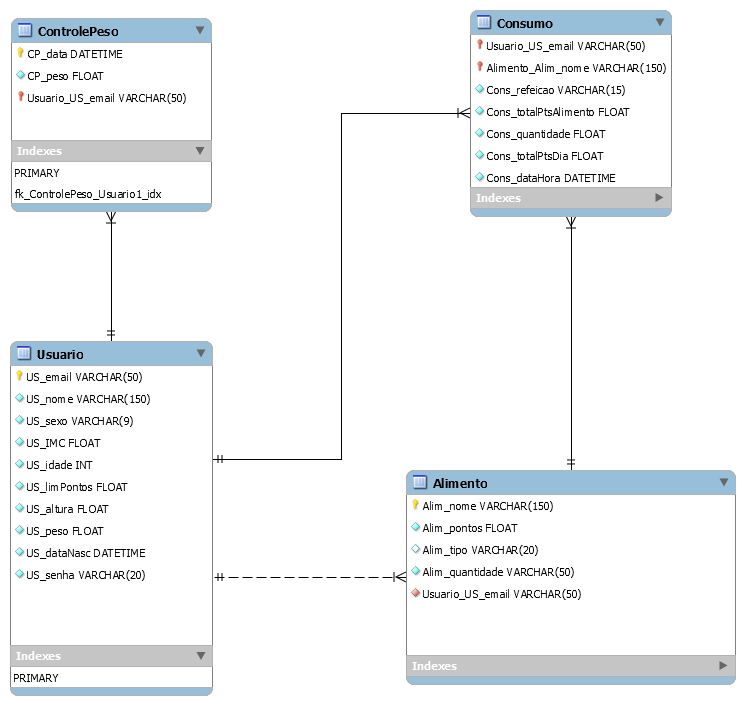 ControlePeso
CP_data DATETIME
CP_peso FLOAT
Usuario_US_email VARCHAR(50)
Indexes
PRIMARY
fk_ControlePeso_Usuario1_idx
Consumo
Usuario_US_email VARCHAR(50)
Alimento_Alim_nome VARCHAR(150)
Cons_refeicao VARCHAR(15)
Cons_totalPtsAlimento FLOAT
Cons_quantidade FLOAT
Cons_totalPtsDia FLOAT
Cons_dataHora DATETIME
Indexes
Usuario
US_email VARCHAR(50)
US_nome VARCHAR(150)
US_sexo VARCHAR(9)
US_IMC FLOAT
US_idade INT
US_limPontos FLOAT
US_altura FLOAT
US_peso FLOAT
US_dataNasc DATETIME
US_senha VARCHAR(20)
Indexes
PRIMARY
Alimento
Alim_nome VARCHAR(150)
Alim_pontos FLOAT
Alim_tipo VARCHAR(20)
Alim_quantidade VARCHAR(50)
Usuario_US_email VARCHAR(50)
Indexes